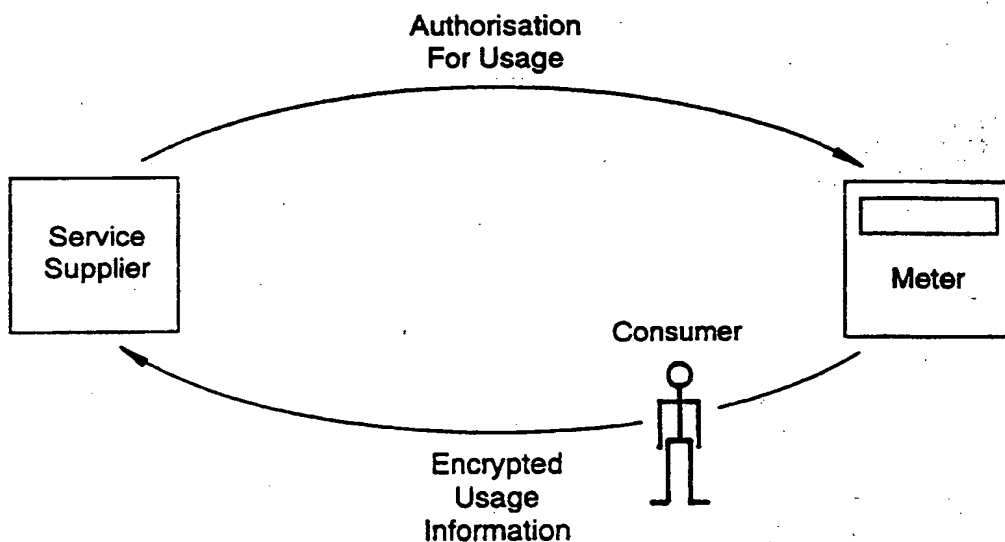 Authorisation
For Usage
Service
Supplier
Meter
Consumer
Encrypted
Usage
Information